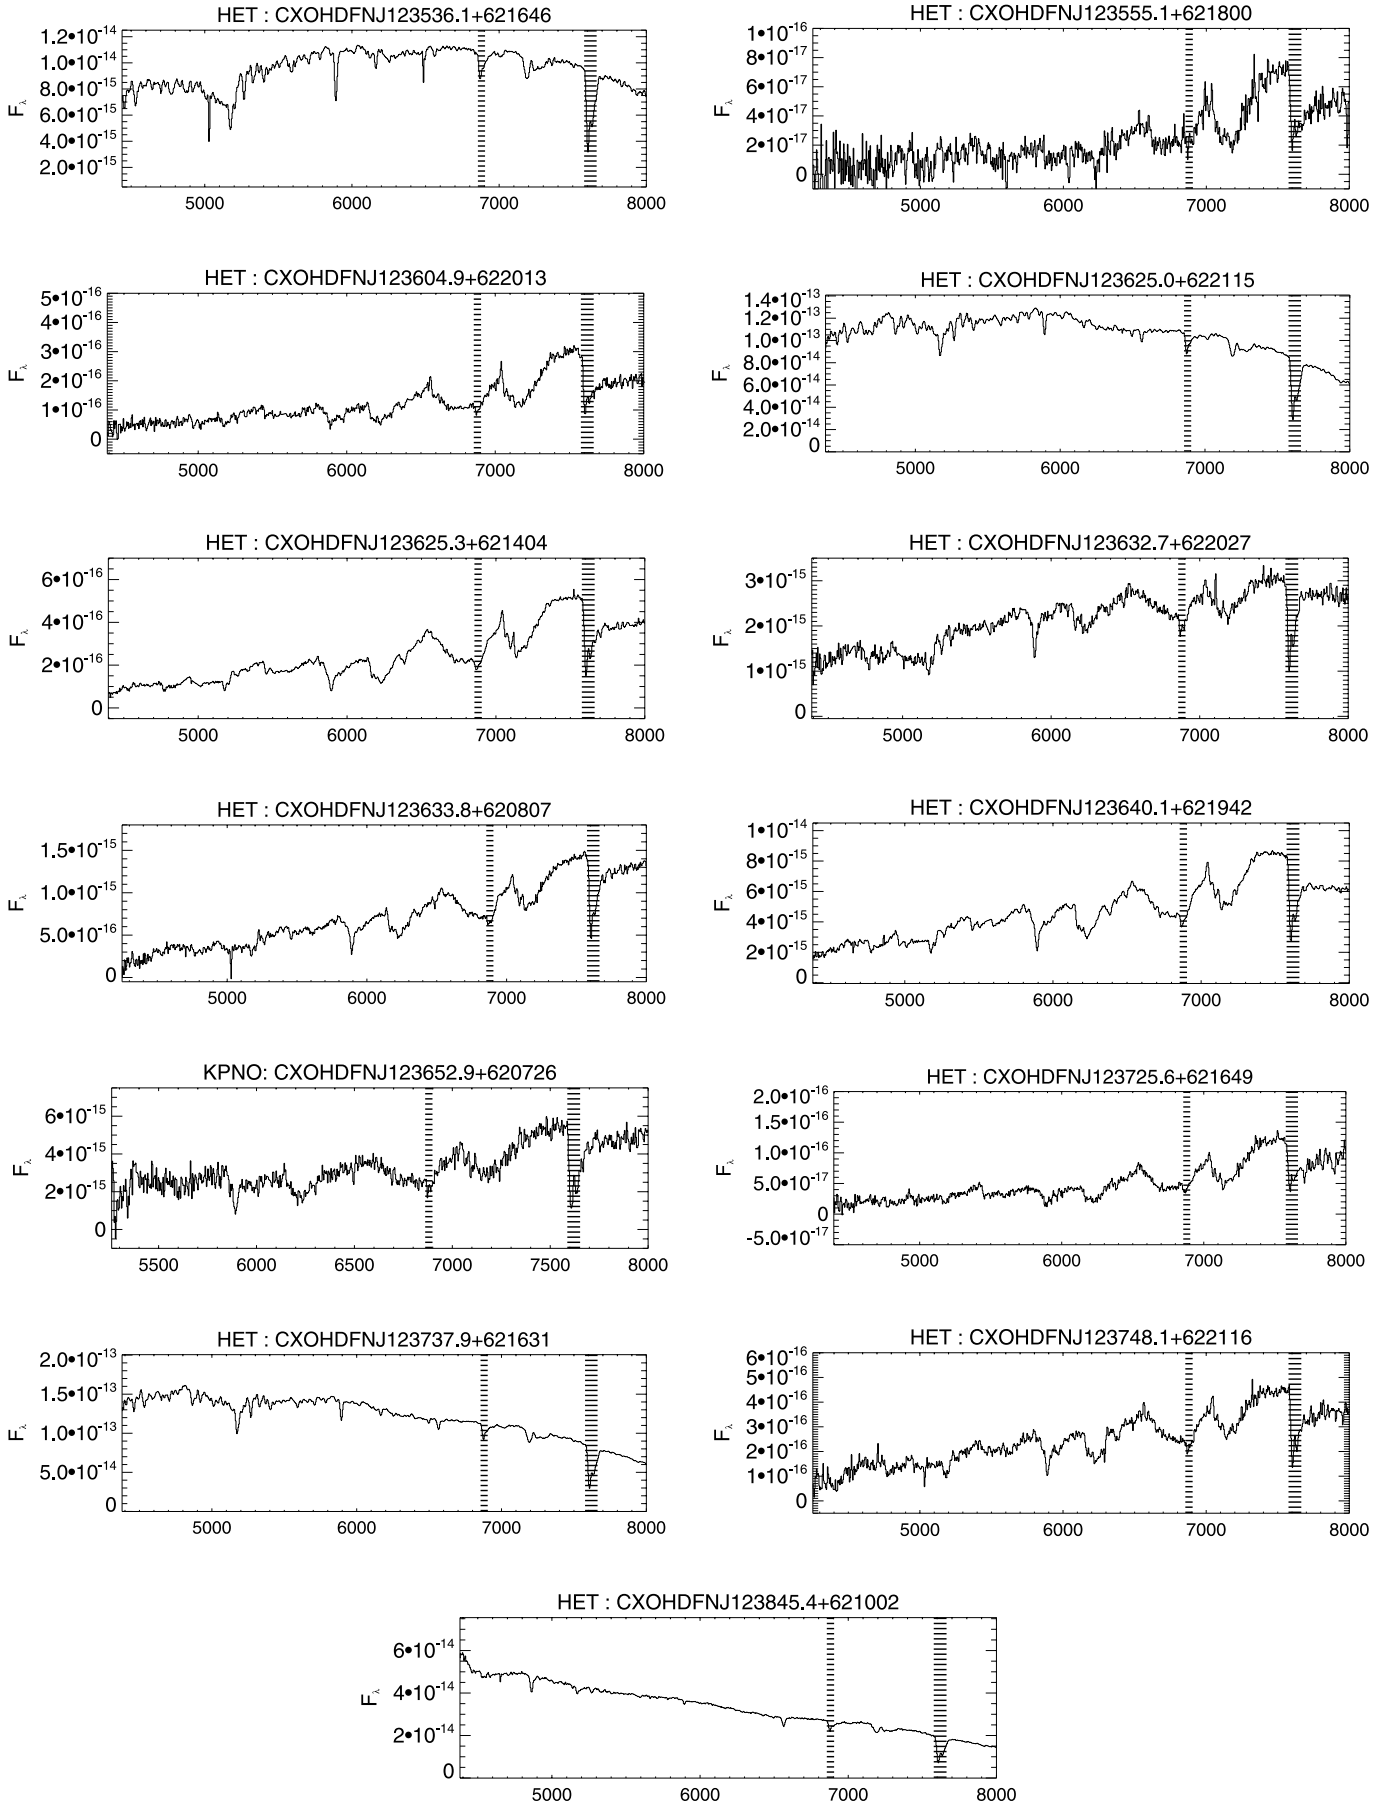 HET : CXOHDFNJ123536.1+621646
1.2•10⁻¹⁴
1.0•10⁻¹⁴
8.0•10⁻¹⁵
6.0•10⁻¹⁵
4.0•10⁻¹⁵
2.0•10⁻¹⁵
F_λ
5000 6000 7000 8000
HET : CXOHDFNJ123555.1+621800
1•10⁻¹⁶
8•10⁻¹⁷
6•10⁻¹⁷
4•10⁻¹⁷
2•10⁻¹⁷
0
F_λ
5000 6000 7000 8000
HET : CXOHDFNJ123604.9+622013
5•10⁻¹⁶
4•10⁻¹⁶
3•10⁻¹⁶
2•10⁻¹⁶
1•10⁻¹⁶
0
F_λ
5000 6000 7000 8000
HET : CXOHDFNJ123625.0+622115
1.4•10⁻¹³
1.2•10⁻¹³
1.0•10⁻¹³
8.0•10⁻¹⁴
6.0•10⁻¹⁴
4.0•10⁻¹⁴
2.0•10⁻¹⁴
0
F_λ
5000 6000 7000 8000
HET : CXOHDFNJ123625.3+621404
6•10⁻¹⁶
4•10⁻¹⁶
2•10⁻¹⁶
0
F_λ
5000 6000 7000 8000
HET : CXOHDFNJ123632.7+622027
3•10⁻¹⁵
2•10⁻¹⁵
1•10⁻¹⁵
0
F_λ
5000 6000 7000 8000
HET : CXOHDFNJ123633.8+620807
1.5•10⁻¹⁵
1.0•10⁻¹⁵
5.0•10⁻¹⁶
0
F_λ
5000 6000 7000 8000
HET : CXOHDFNJ123640.1+621942
1•10⁻¹⁴
8•10⁻¹⁵
6•10⁻¹⁵
4•10⁻¹⁵
2•10⁻¹⁵
0
F_λ
5000 6000 7000 8000
KPNO: CXOHDFNJ123652.9+620726
6•10⁻¹⁵
4•10⁻¹⁵
2•10⁻¹⁵
0
F_λ
5500 6000 6500 7000 7500 8000
HET : CXOHDFNJ123725.6+621649
2.0•10⁻¹⁶
1.5•10⁻¹⁶
1.0•10⁻¹⁶
5.0•10⁻¹⁷
0
-5.0•10⁻¹⁷
F_λ
5000 6000 7000 8000
HET : CXOHDFNJ123737.9+621631
2.0•10⁻¹³
1.5•10⁻¹³
1.0•10⁻¹³
5.0•10⁻¹⁴
0
F_λ
5000 6000 7000 8000
HET : CXOHDFNJ123748.1+622116
6•10⁻¹⁶
5•10⁻¹⁶
4•10⁻¹⁶
3•10⁻¹⁶
2•10⁻¹⁶
1•10⁻¹⁶
0
F_λ
5000 6000 7000 8000
HET : CXOHDFNJ123845.4+621002
6•10⁻¹⁴
4•10⁻¹⁴
2•10⁻¹⁴
0
F_λ
5000 6000 7000 8000